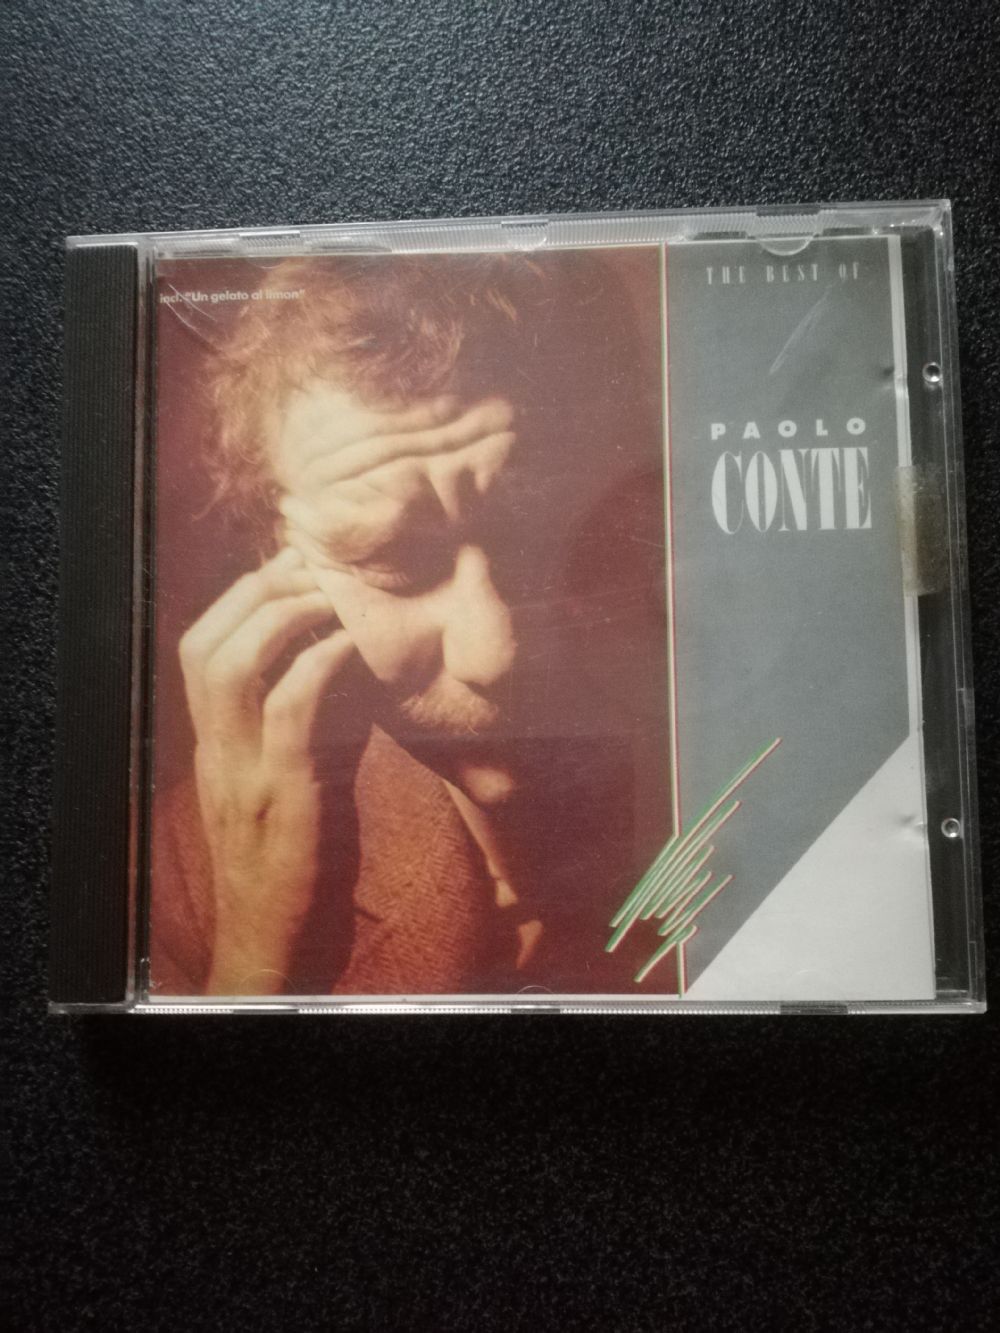 incl. "Un gelato al limon"
THE BEST OF
PAOLO
CONTE